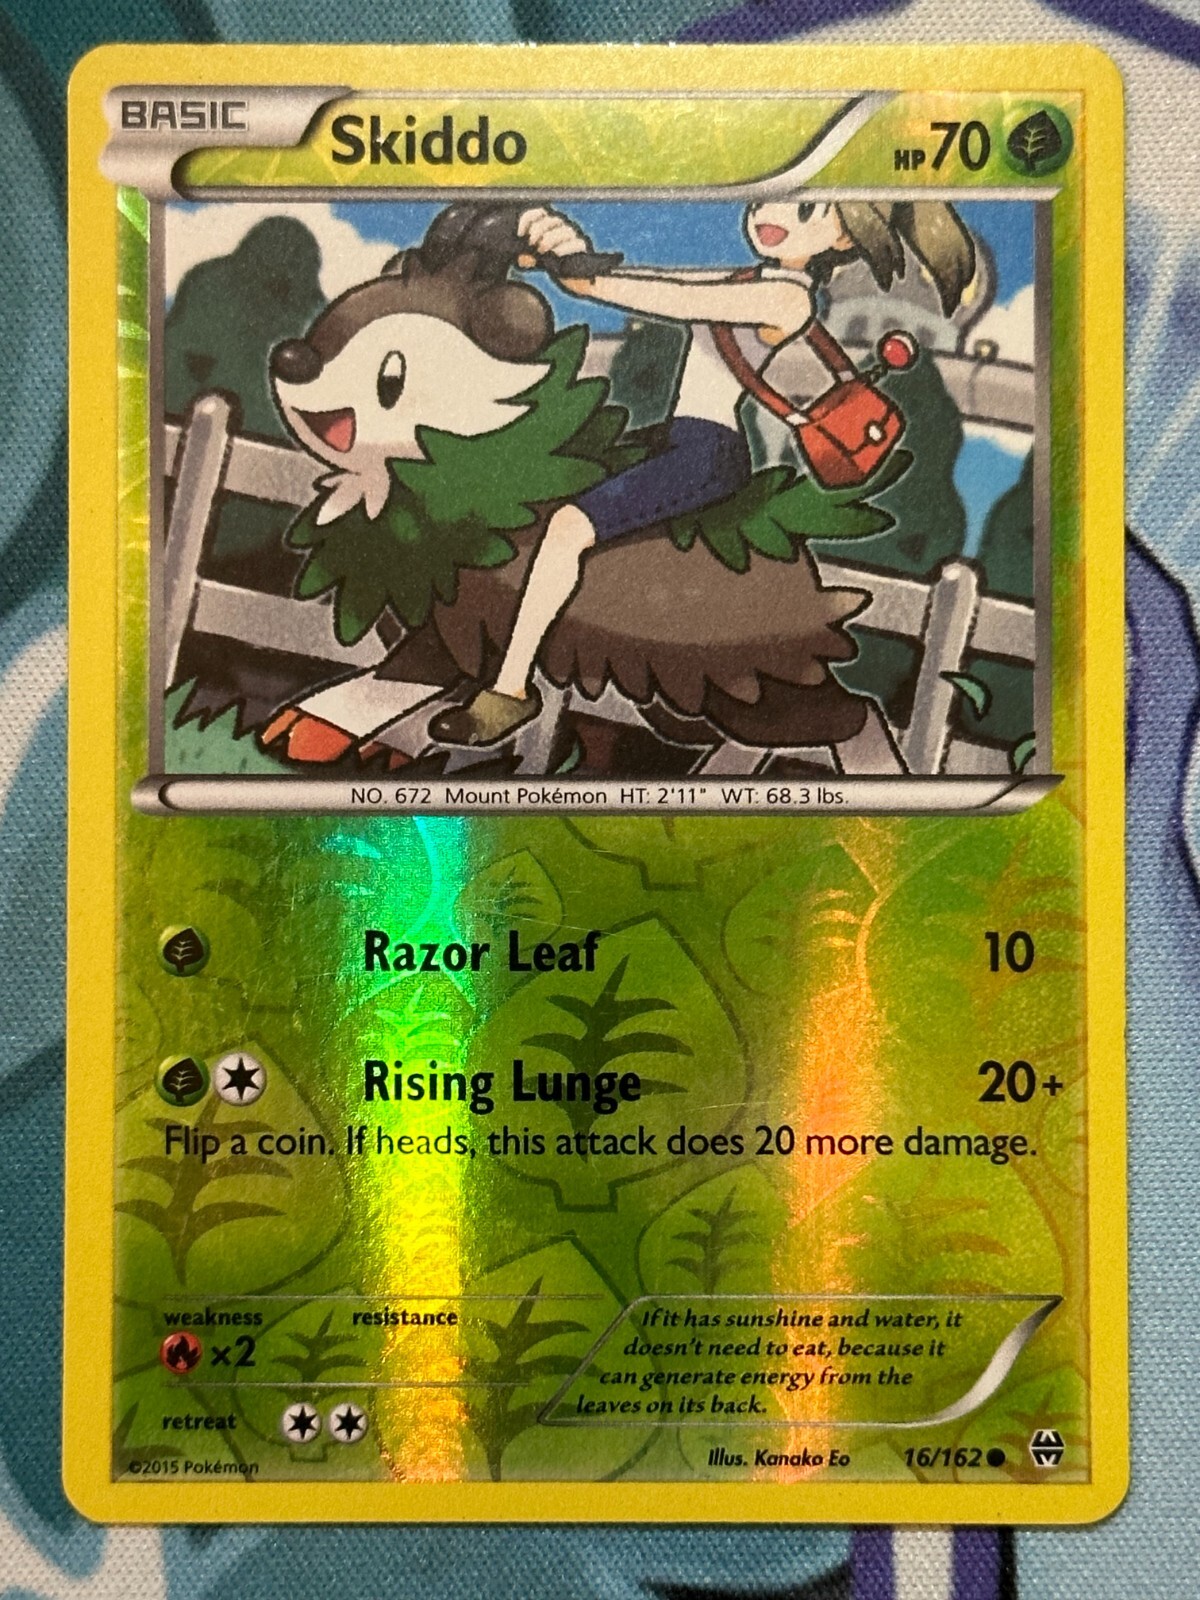 BASIC
Skiddo
HP70
NO. 672 Mount Pokémon HT: 2'11" WT: 68.3 lbs.
Razor Leaf 10
Rising Lunge 20+
Flip a coin. If heads, this attack does 20 more damage.
weakness resistance
×2
If it has sunshine and water, it
doesn't need to eat, because it
can generate energy from the
leaves on its back.
retreat
Illus. Kanako Eo 16/162
©2015 Pokémon